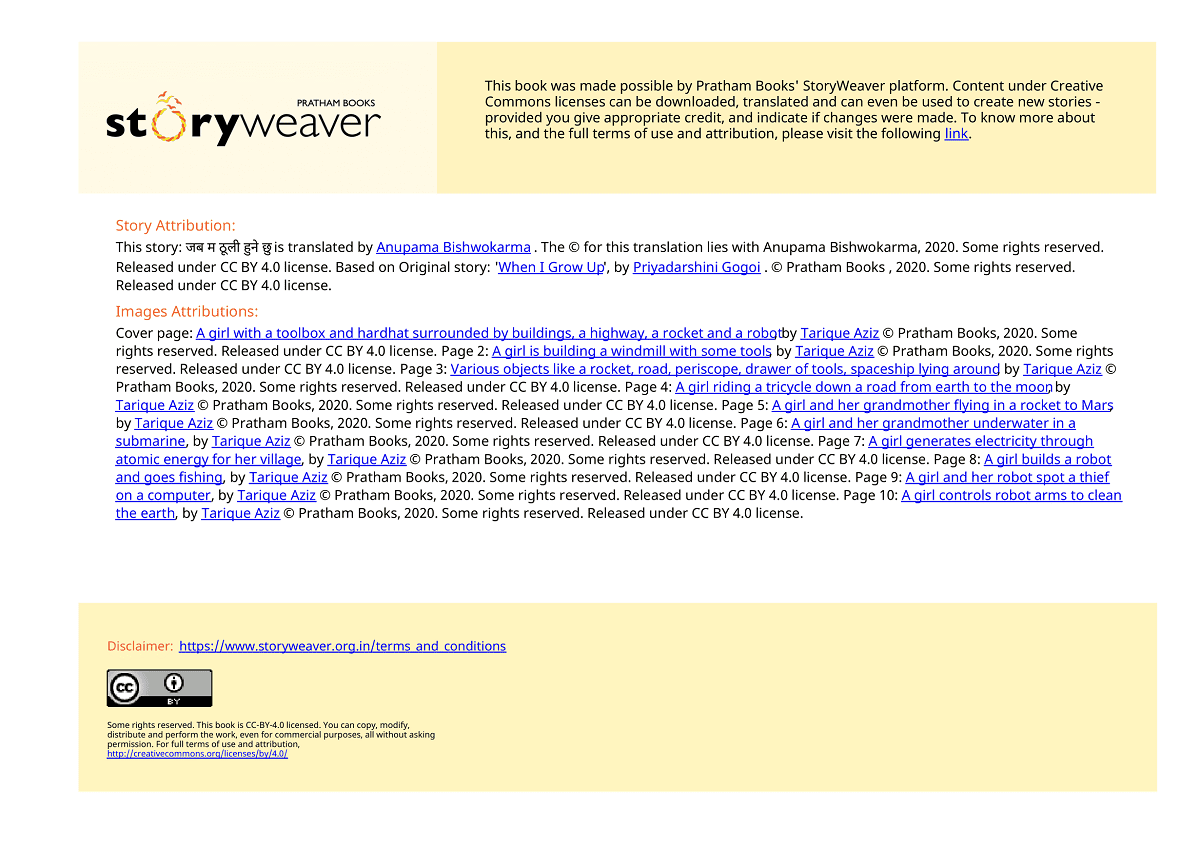 PRATHAM BOOKS
storyweaver
This book was made possible by Pratham Books' StoryWeaver platform. Content under Creative
Commons licenses can be downloaded, translated and can even be used to create new stories -
provided you give appropriate credit, and indicate if changes were made. To know more about
this, and the full terms of use and attribution, please visit the following link.
Story Attribution:
This story: जब म ठूली हुने छु is translated by Anupama Bishwokarma . The © for this translation lies with Anupama Bishwokarma, 2020. Some rights reserved.
Released under CC BY 4.0 license. Based on Original story: 'When I Grow Up', by Priyadarshini Gogoi . © Pratham Books , 2020. Some rights reserved.
Released under CC BY 4.0 license.
Images Attributions:
Cover page: A girl with a toolbox and hardhat surrounded by buildings, a highway, a rocket and a robot by Tarique Aziz © Pratham Books, 2020. Some
rights reserved. Released under CC BY 4.0 license. Page 2: A girl is building a windmill with some tools, by Tarique Aziz © Pratham Books, 2020. Some rights
reserved. Released under CC BY 4.0 license. Page 3: Various objects like a rocket, road, periscope, drawer of tools, spaceship lying around, by Tarique Aziz ©
Pratham Books, 2020. Some rights reserved. Released under CC BY 4.0 license. Page 4: A girl riding a tricycle down a road from earth to the moon, by
Tarique Aziz © Pratham Books, 2020. Some rights reserved. Released under CC BY 4.0 license. Page 5: A girl and her grandmother flying in a rocket to Mars,
by Tarique Aziz © Pratham Books, 2020. Some rights reserved. Released under CC BY 4.0 license. Page 6: A girl and her grandmother underwater in a
submarine, by Tarique Aziz © Pratham Books, 2020. Some rights reserved. Released under CC BY 4.0 license. Page 7: A girl generates electricity through
atomic energy for her village, by Tarique Aziz © Pratham Books, 2020. Some rights reserved. Released under CC BY 4.0 license. Page 8: A girl builds a robot
and goes fishing, by Tarique Aziz © Pratham Books, 2020. Some rights reserved. Released under CC BY 4.0 license. Page 9: A girl and her robot spot a thief
on a computer, by Tarique Aziz © Pratham Books, 2020. Some rights reserved. Released under CC BY 4.0 license. Page 10: A girl controls robot arms to clean
the earth, by Tarique Aziz © Pratham Books, 2020. Some rights reserved. Released under CC BY 4.0 license.
Disclaimer: https://www.storyweaver.org.in/terms_and_conditions
cc
BY
Some rights reserved. This book is CC-BY-4.0 licensed. You can copy, modify,
distribute and perform the work, even for commercial purposes, all without asking
permission. For full terms of use and attribution,
http://creativecommons.org/licenses/by/4.0/